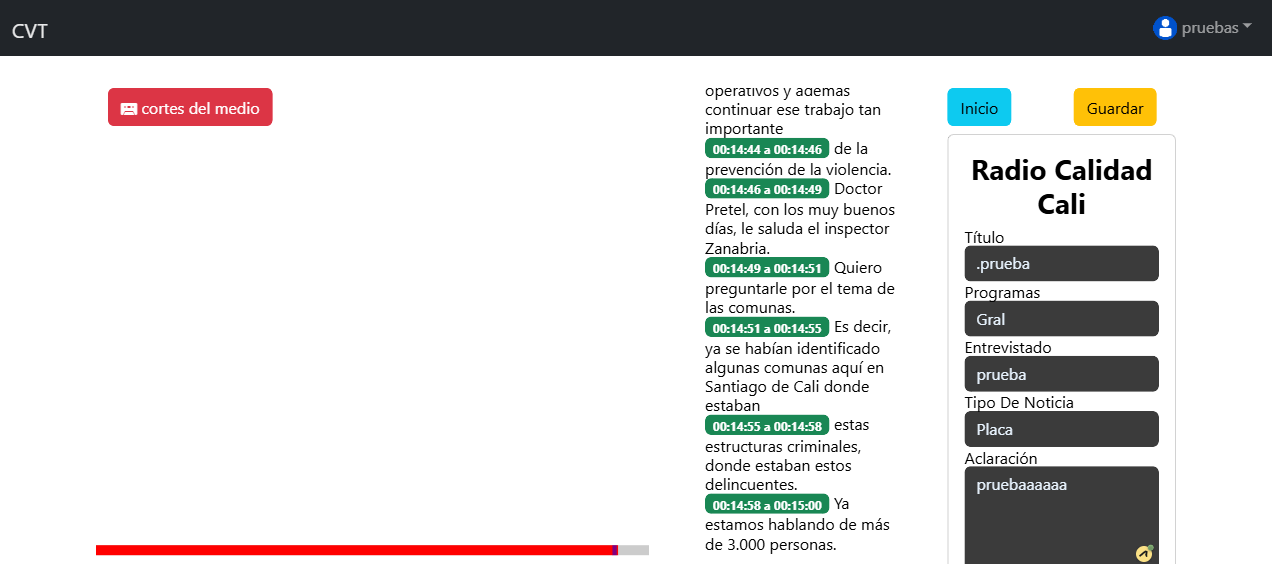 CVT
pruebas
cortes del medio
operativos y además
continuar ese trabajo tan
importante
00:14:44 a 00:14:46 de la
prevención de la violencia.
00:14:46 a 00:14:49 Doctor
Pretel, con los muy buenos
días, le saluda el inspector
Zanabria.
00:14:49 a 00:14:51 Quiero
preguntarle por el tema de
las comunas.
00:14:51 a 00:14:55 Es decir,
ya se habían identificado
algunas comunas aquí en
Santiago de Cali donde
estaban
00:14:55 a 00:14:58 estas
estructuras criminales,
donde estaban estos
delincuentes.
00:14:58 a 00:15:00 Ya
estamos hablando de más
de 3.000 personas.
Inicio
Guardar
Radio Calidad
Cali
Título
.prueba
Programas
Gral
Entrevistado
prueba
Tipo De Noticia
Placa
Aclaración
pruebaaaaaa